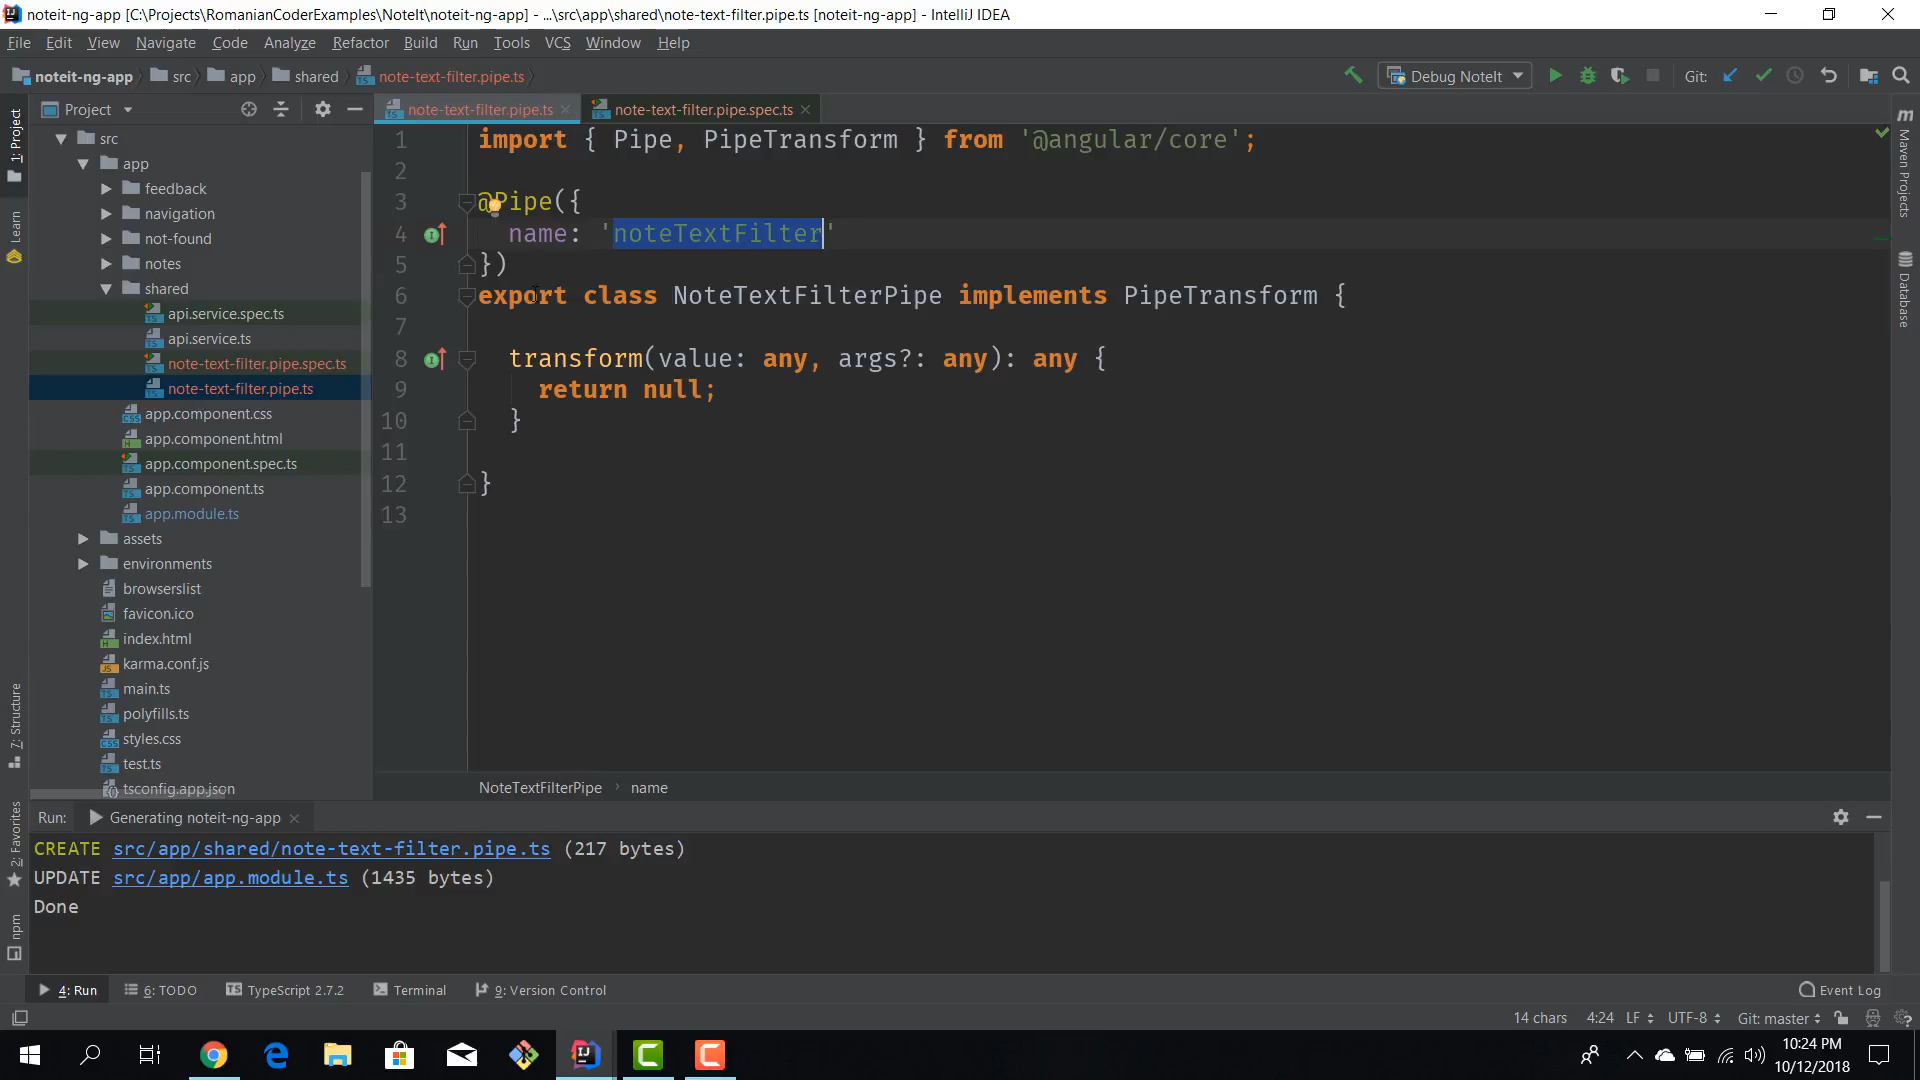 noteit-ng-app [C:\Projects\RomanianCoderExamples\NoteIt\noteit-ng-app] - ...\src\app\shared\note-text-filter.pipe.ts [noteit-ng-app] - IntelliJ IDEA
File Edit View Navigate Code Analyze Refactor Build Run Tools VCS Window Help
noteit-ng-app src app shared note-text-filter.pipe.ts
Debug NoteIt
Git:
1: Project
Learn
7: Structure
2: Favorites
npm
Project
src
app
feedback
navigation
not-found
notes
shared
api.service.spec.ts
api.service.ts
note-text-filter.pipe.spec.ts
note-text-filter.pipe.ts
app.component.css
app.component.html
app.component.spec.ts
app.component.ts
app.module.ts
assets
environments
browserslist
favicon.ico
index.html
karma.conf.js
main.ts
polyfills.ts
styles.css
test.ts
tsconfig.app.json
note-text-filter.pipe.ts note-text-filter.pipe.spec.ts
1 import { Pipe, PipeTransform } from '@angular/core';
2
3 @Pipe({
4 name: 'noteTextFilter'
5 })
6 export class NoteTextFilterPipe implements PipeTransform {
7
8 transform(value: any, args?: any): any {
9 return null;
10 }
11
12 }
13
NoteTextFilterPipe › name
Maven Projects
Database
Run: Generating noteit-ng-app
CREATE src/app/shared/note-text-filter.pipe.ts (217 bytes)
UPDATE src/app/app.module.ts (1435 bytes)
Done
4: Run 6: TODO TypeScript 2.7.2 Terminal 9: Version Control Event Log
14 chars 4:24 LF UTF-8 Git: master
10:24 PM
10/12/2018